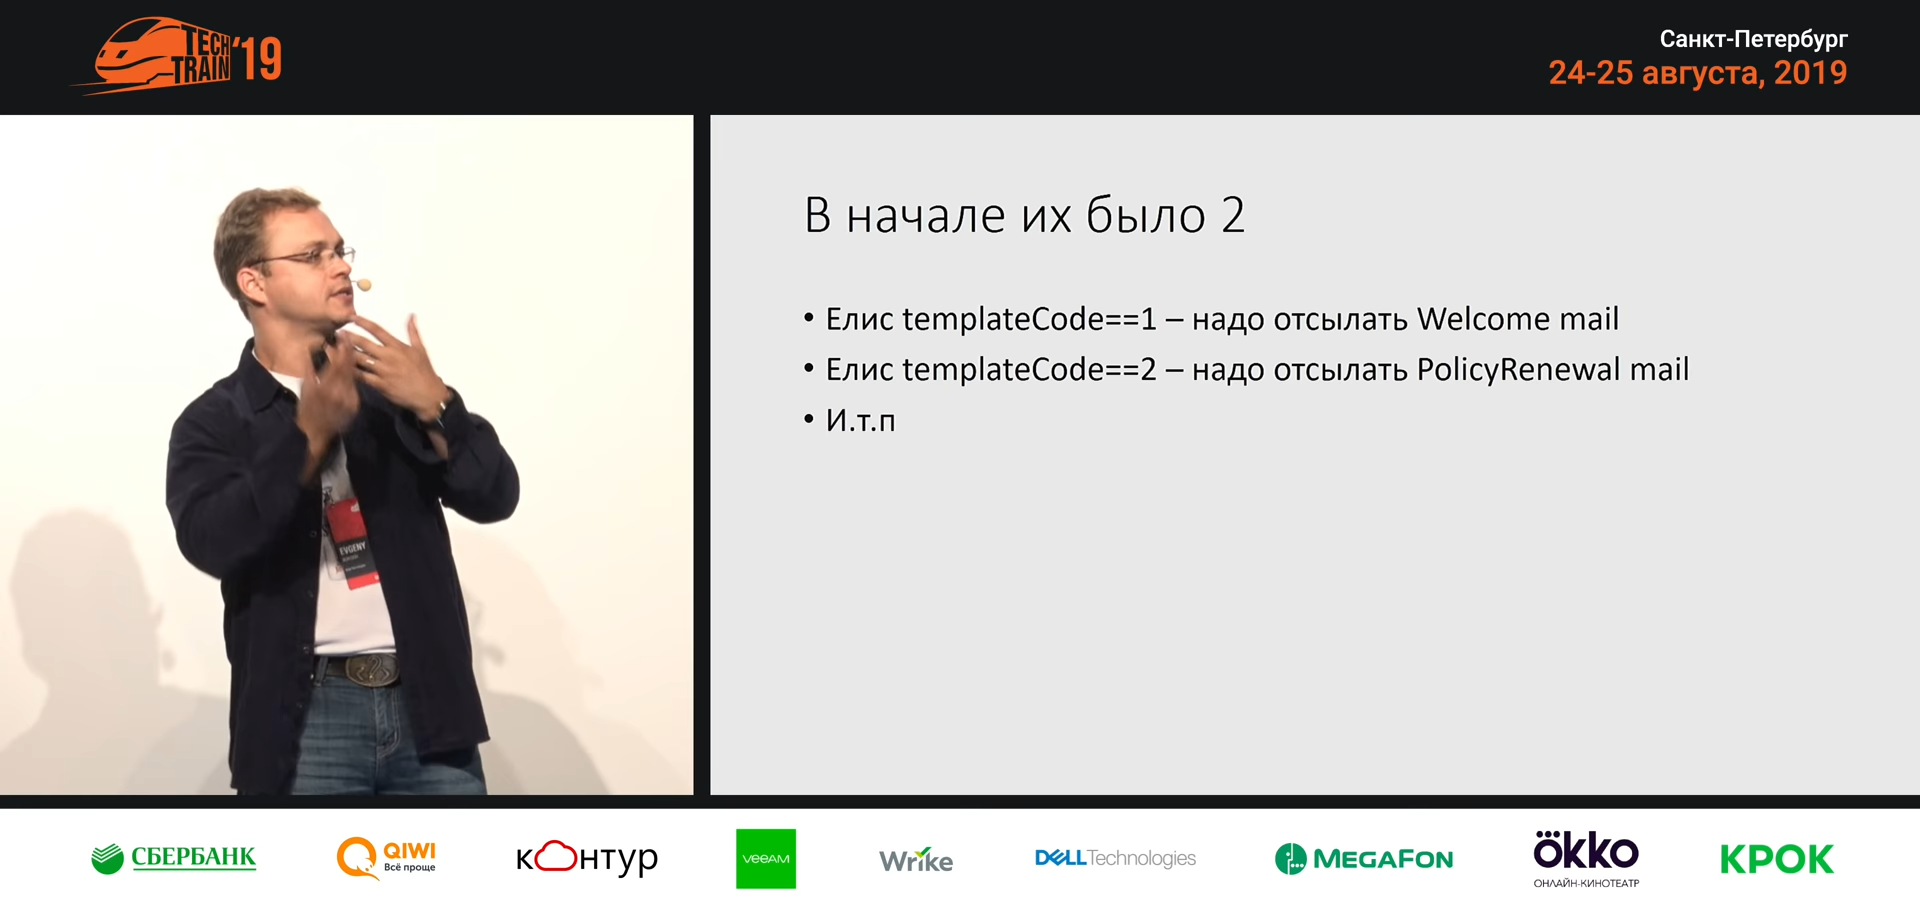 TECH
TRAIN '19
Санкт-Петербург
24-25 августа, 2019
В начале их было 2
• Елис templateCode==1 – надо отсылать Welcome mail
• Елис templateCode==2 – надо отсылать PolicyRenewal mail
• И.т.п
EVGENY
СБЕРБАНК
QIWI
Всё проще
контур
veeAM
Wrike
DELL Technologies
MEGAFON
ökko
ОНЛАЙН-КИНОТЕАТР
КРОК